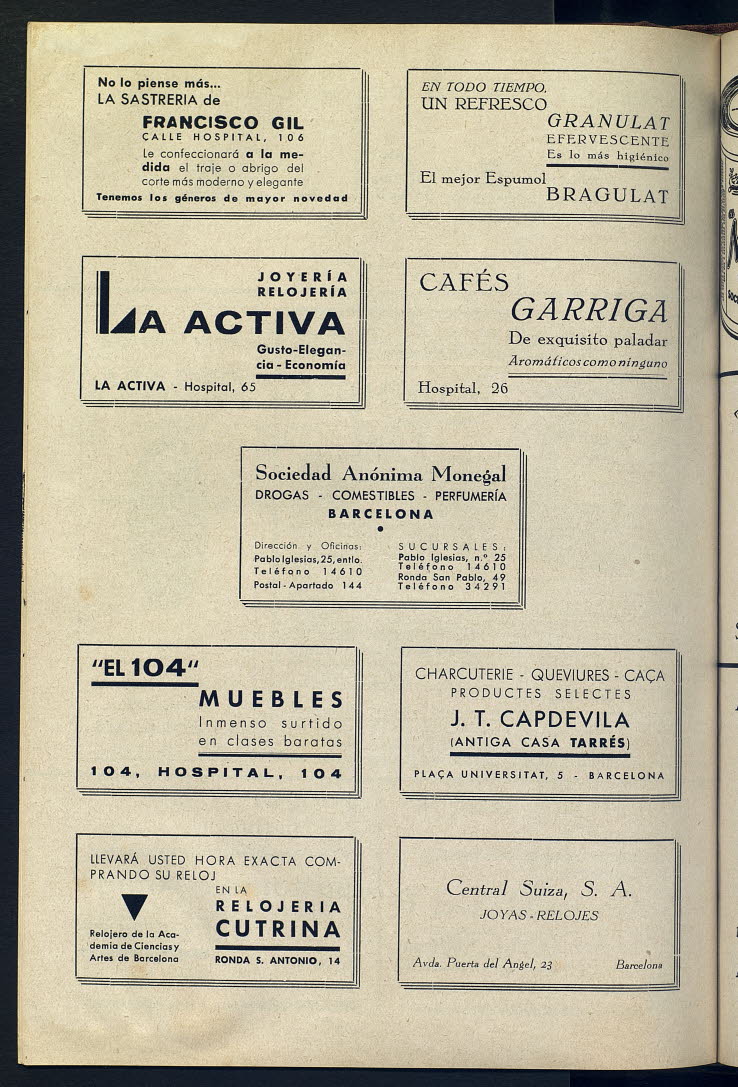 No lo piense más...
LA SASTRERIA de
FRANCISCO GIL
CALLE HOSPITAL, 106
Le confeccionará a la me-
dida el traje o abrigo del
corte más moderno y elegante
Tenemos los géneros de mayor novedad
EN TODO TIEMPO,
UN REFRESCO
GRANULAT
EFERVESCENTE
Es lo más higiénico
El mejor Espumol
BRAGULAT
JOYERÍA
RELOJERÍA
LA ACTIVA
Gusto-Elegan-
cia - Economía
LA ACTIVA - Hospital, 65
CAFÉS
GARRIGA
De exquisito paladar
Aromáticos como ninguno
Hospital, 26
Sociedad Anónima Monegal
DROGAS - COMESTIBLES - PERFUMERÍA
BARCELONA
Dirección y Oficinas:
Pablo Iglesias, 25, entlo.
Teléfono 14610
Postal - Apartado 144
SUCURSALES:
Pablo Iglesias, n.º 25
Teléfono 14610
Ronda San Pablo, 49
Teléfono 34291
"EL 104"
MUEBLES
Inmenso surtido
en clases baratas
104, HOSPITAL, 104
CHARCUTERIE - QUEVIURES - CAÇA
PRODUCTES SELECTES
J. T. CAPDEVILA
(ANTIGA CASA TARRÉS)
PLAÇA UNIVERSITAT, 5 - BARCELONA
LLEVARÁ USTED HORA EXACTA COM-
PRANDO SU RELOJ
EN LA
RELOJERIA
CUTRINA
Relojero de la Aca-
demia de Ciencias y
Artes de Barcelona
RONDA S. ANTONIO, 14
Central Suiza, S. A.
JOYAS - RELOJES
Avda. Puerta del Angel, 23 Barcelona